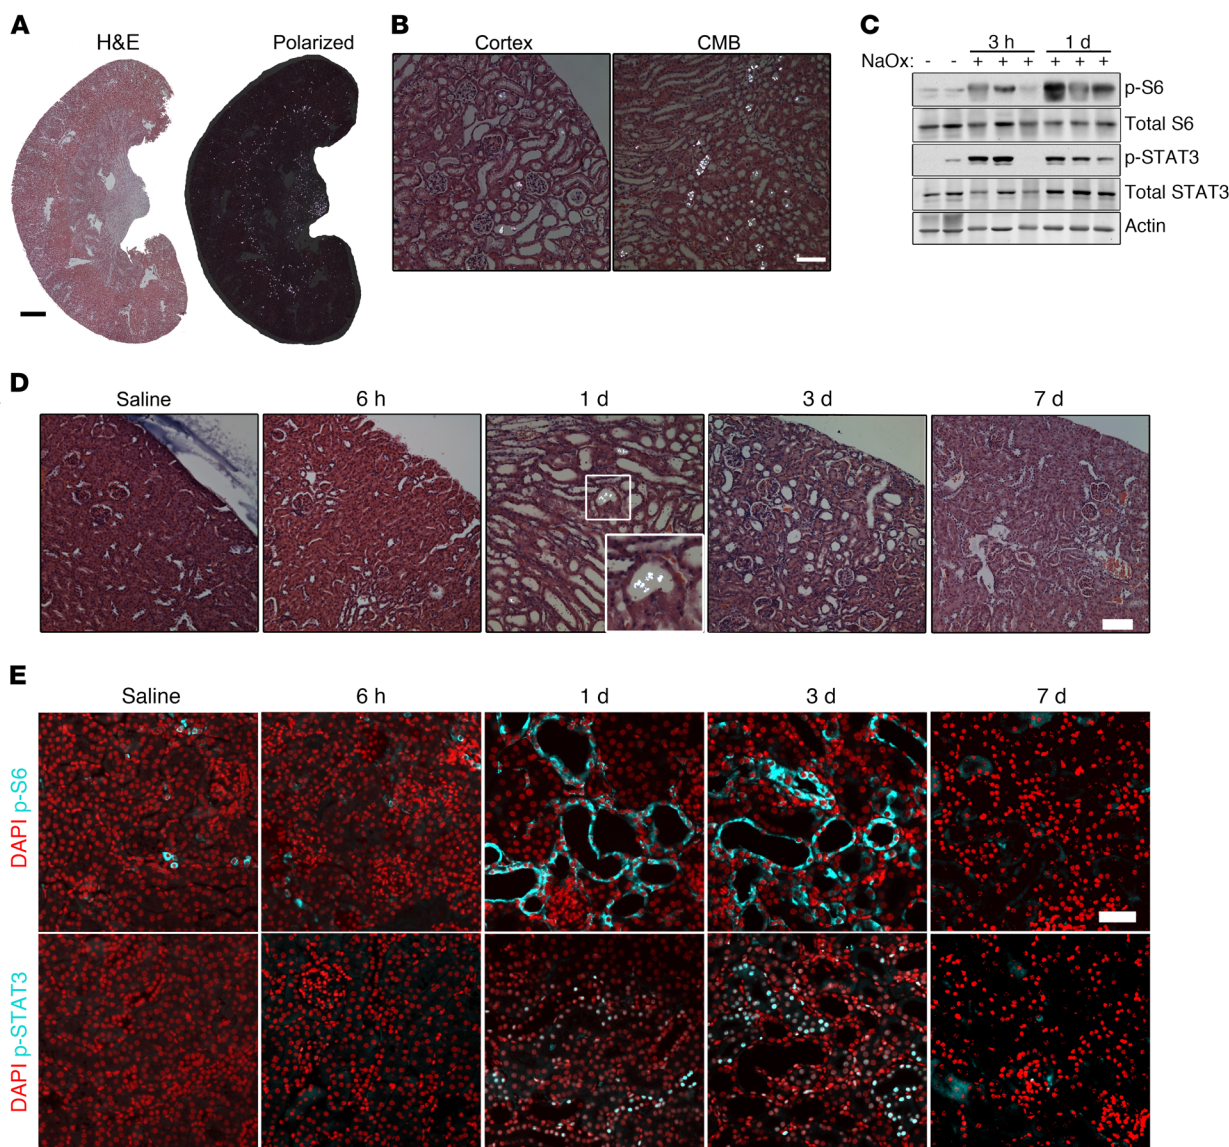 A
H&E Polarized
B
Cortex CMB
C
3 h 1 d
NaOx: - - + + + + + +
p-S6
Total S6
p-STAT3
Total STAT3
Actin
D
Saline 6 h 1 d 3 d 7 d
E
Saline 6 h 1 d 3 d 7 d
DAPI p-S6
DAPI p-STAT3